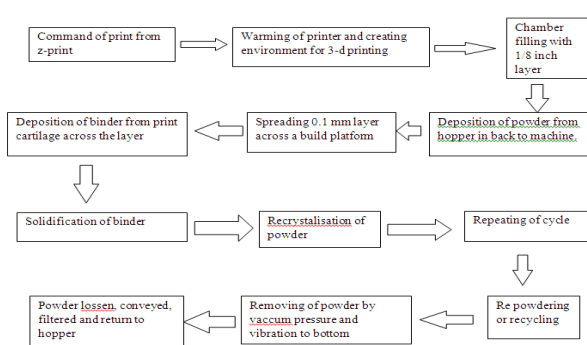 Command of print from
z-print
Warming of printer and creating
environment for 3-d printing
Chamber
filling with
1/8 inch
layer
Deposition of powder from
hopper in back to machine.
Spreading 0.1 mm layer
across a build platform
Deposition of binder from print
cartilage across the layer
Solidification of binder
Recrystalisation of
powder
Repeating of cycle
Re powdering
or recycling
Removing of powder by
vaccum pressure and
vibration to bottom
Powder lossen, conveyed,
filtered and return to
hopper